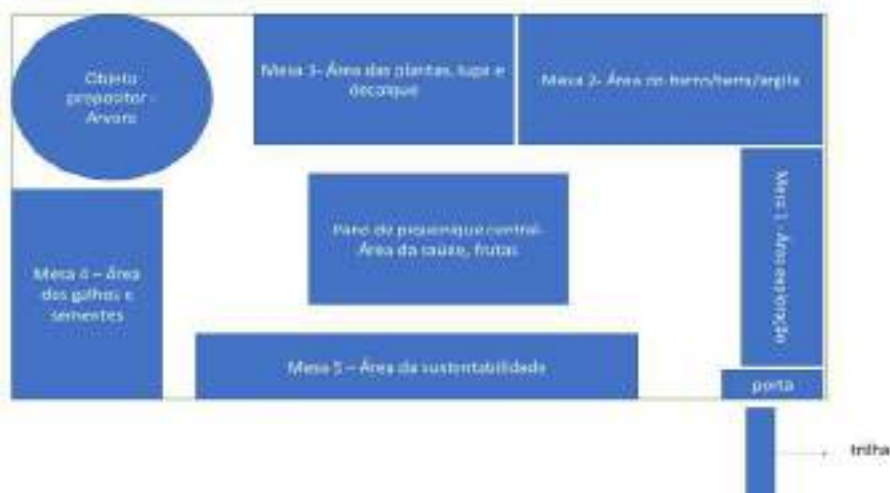 Objeto
propositor -
Árvore
Mesa 3- Área das plantas, lupa e
decalque
Mesa 2- Área do barro/terra/argila
Mesa 1 - Área exploração
Pano de piquenique central-
Área da saúde, frutas
Mesa 4 – Área
dos galhos e
sementes
Mesa 5 – Área da sustentabilidade
porta
trilha